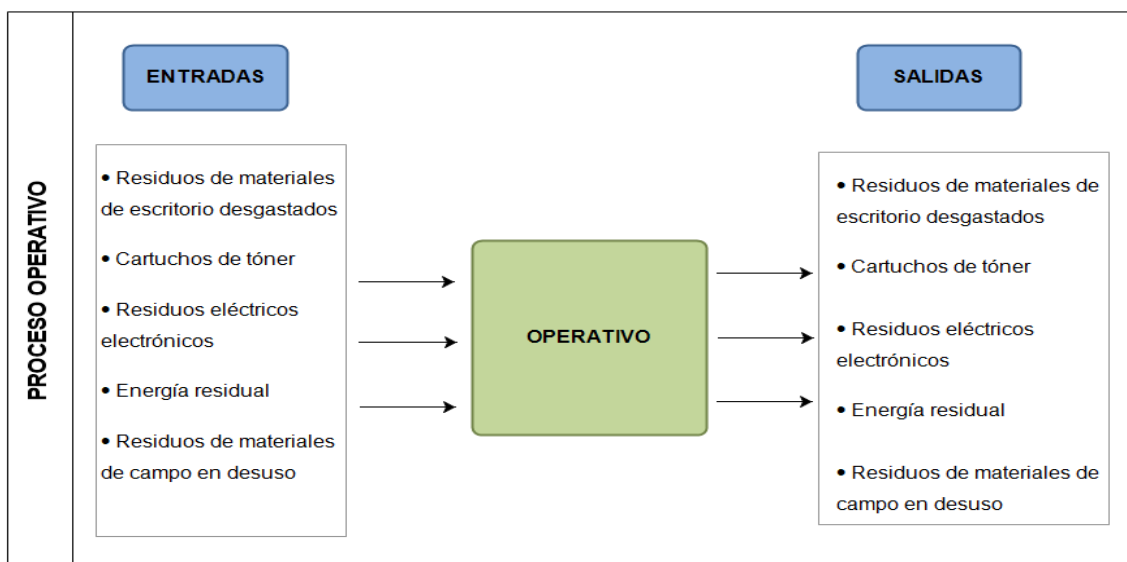 PROCESO OPERATIVO
ENTRADAS
• Residuos de materiales
de escritorio desgastados
• Cartuchos de tóner
• Residuos eléctricos
electrónicos
• Energía residual
• Residuos de materiales
de campo en desuso
OPERATIVO
SALIDAS
• Residuos de materiales de
escritorio desgastados
• Cartuchos de tóner
• Residuos eléctricos
electrónicos
• Energía residual
• Residuos de materiales de
campo en desuso